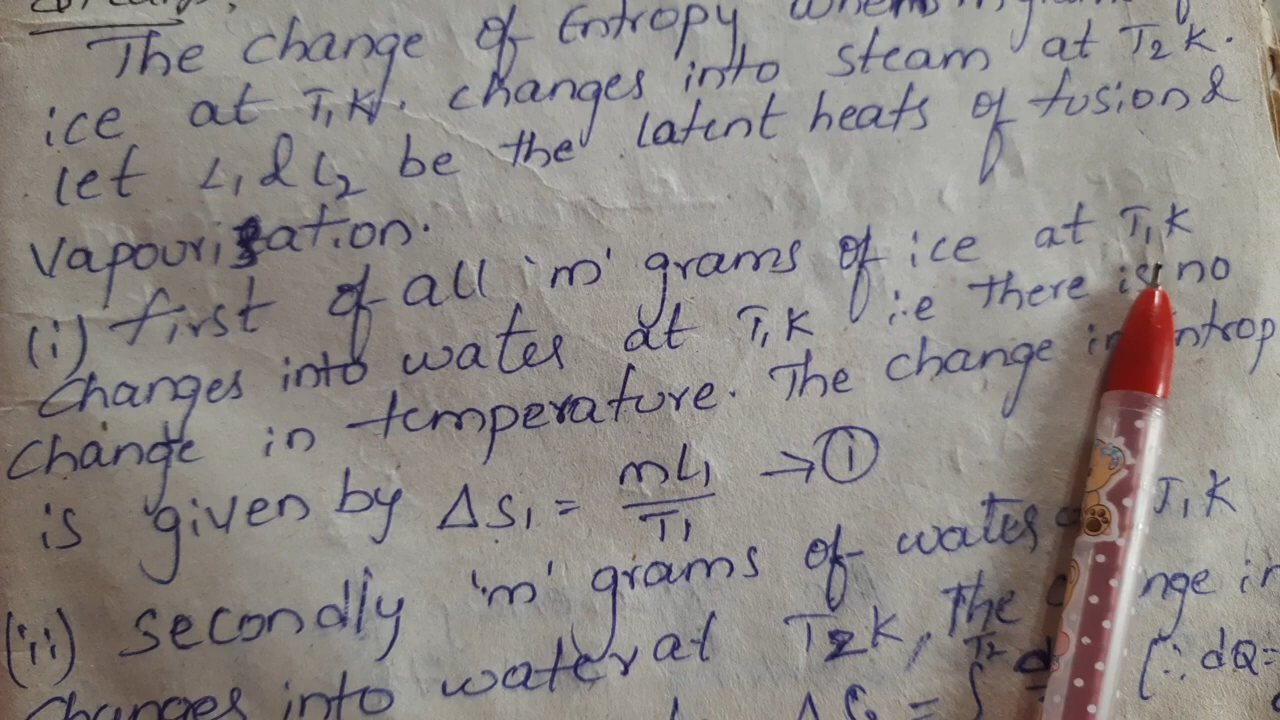 The change of Entropy when
ice at T₁K. changes into steam at T₂K.
let L₁ & L₂ be the latent heats of fusion &
Vapourisation.
(i) first of all 'm' grams of ice at T₁K
changes into water at T₁K i.e there is no
change in temperature. The change in
is given by ΔS₁ = mL₁/T₁ → ①
(ii) secondly 'm' grams of water T₁K
changes into water at T₂K, The in
= ∫ T₂ (∵ dQ=